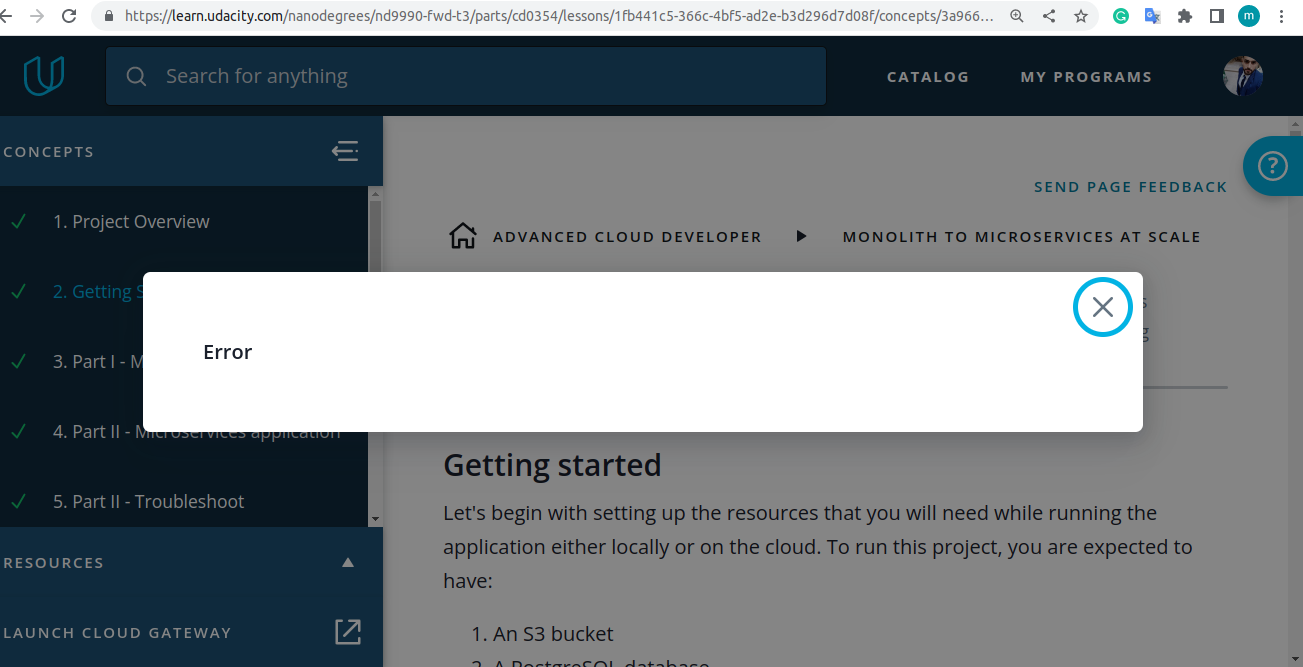 https://learn.udacity.com/nanodegrees/nd9990-fwd-t3/parts/cd0354/lessons/1fb441c5-366c-4bf5-ad2e-b3d296d7d08f/concepts/3a966...
m
Search for anything
CATALOG
MY PROGRAMS
CONCEPTS
SEND PAGE FEEDBACK
?
1. Project Overview
ADVANCED CLOUD DEVELOPER
MONOLITH TO MICROSERVICES AT SCALE
2. Getting S
s
g
Error
3. Part I - M
4. Part II - Microservices application
Getting started
5. Part II - Troubleshoot
Let's begin with setting up the resources that you will need while running the
application either locally or on the cloud. To run this project, you are expected to
have:
RESOURCES
LAUNCH CLOUD GATEWAY
1. An S3 bucket
2. A PostgreSQL database